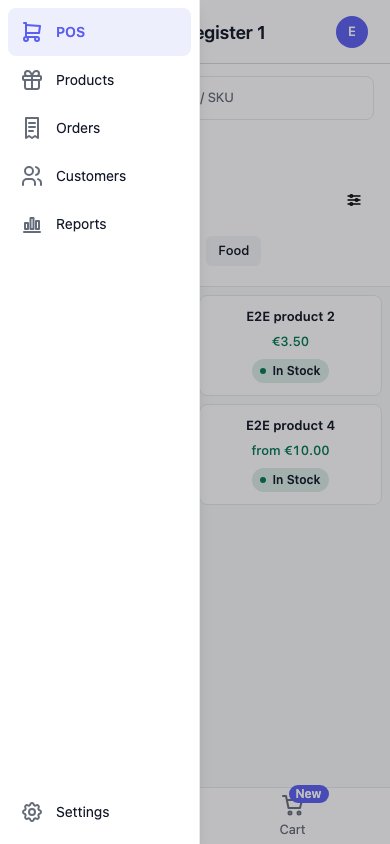 POS
Products
Orders
Customers
Reports
Settings
egister 1
E
/ SKU
Food
E2E product 2
€3.50
In Stock
E2E product 4
from €10.00
In Stock
New
Cart